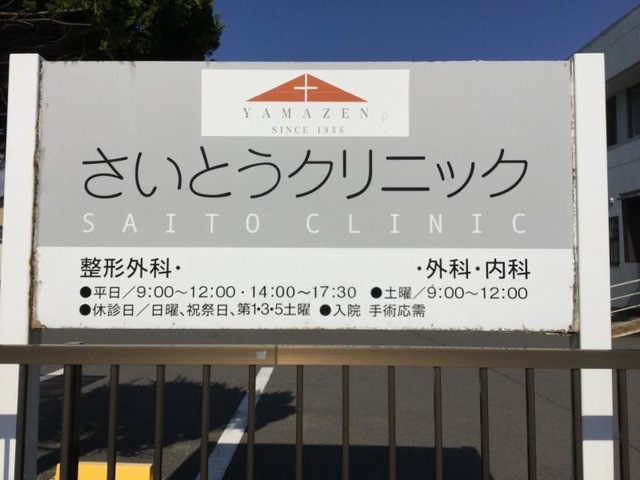 YAMAZEN
SINCE 1936
さいとうクリニック
SAITO CLINIC
整形外科・ ・外科・内科
●平日／9:00〜12:00・14:00〜17:30 ●土曜／9:00〜12:00
●休診日／日曜、祝祭日、第1・3・5土曜 ●入院 手術応需